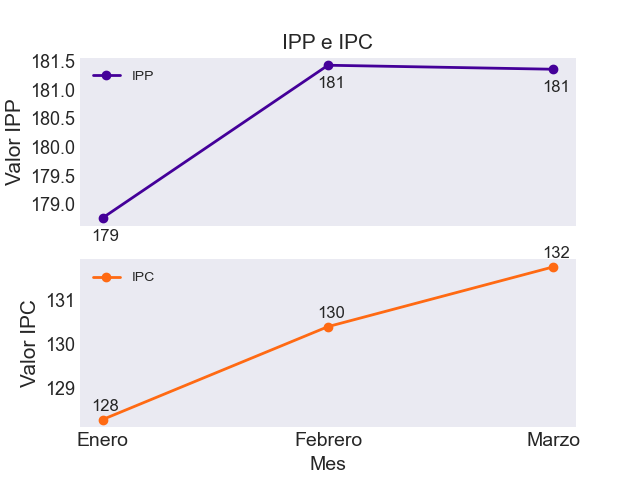 IPP e IPC
181.5
181.0
180.5
180.0
179.5
179.0
Valor IPP
IPP
179
181
181
131
130
129
Valor IPC
IPC
128
130
132
Enero Febrero Marzo
Mes